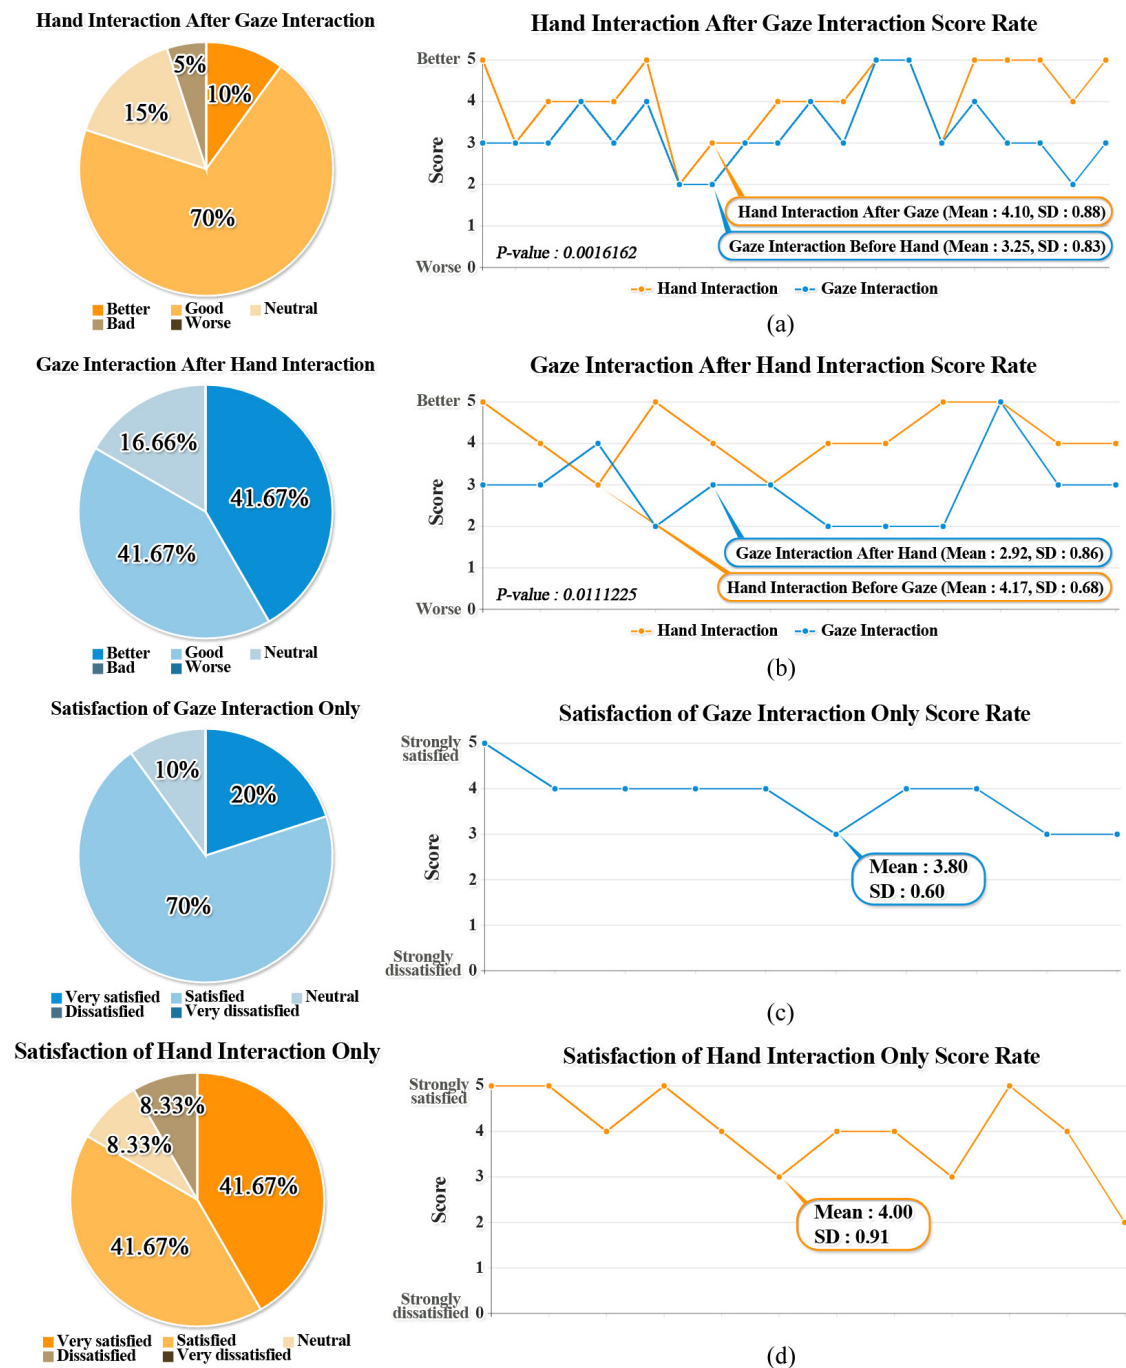 Hand Interaction After Gaze Interaction
5%
10%
15%
70%
Better Good Neutral
Bad Worse
Hand Interaction After Gaze Interaction Score Rate
Better 5
4
3
2
1
Worse 0
Score
Hand Interaction After Gaze (Mean : 4.10, SD : 0.88)
Gaze Interaction Before Hand (Mean : 3.25, SD : 0.83)
P-value : 0.0016162
Hand Interaction Gaze Interaction
(a)
Gaze Interaction After Hand Interaction
16.66%
41.67%
41.67%
Better Good Neutral
Bad Worse
Gaze Interaction After Hand Interaction Score Rate
Better 5
4
3
2
1
Worse 0
Score
Gaze Interaction After Hand (Mean : 2.92, SD : 0.86)
Hand Interaction Before Gaze (Mean : 4.17, SD : 0.68)
P-value : 0.0111225
Hand Interaction Gaze Interaction
(b)
Satisfaction of Gaze Interaction Only
10%
20%
70%
Very satisfied Satisfied Neutral
Dissatisfied Very dissatisfied
Satisfaction of Gaze Interaction Only Score Rate
Strongly
satisfied
5
4
3
2
1
Strongly
dissatisfied 0
Score
Mean : 3.80
SD : 0.60
(c)
Satisfaction of Hand Interaction Only
8.33%
8.33%
41.67%
41.67%
Very satisfied Satisfied Neutral
Dissatisfied Very dissatisfied
Satisfaction of Hand Interaction Only Score Rate
Strongly
satisfied
5
4
3
2
1
Strongly
dissatisfied 0
Score
Mean : 4.00
SD : 0.91
(d)